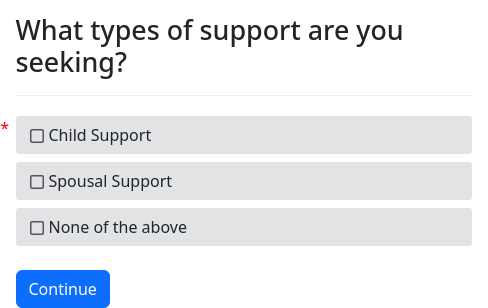 What types of support are you
seeking?
*
Child Support
Spousal Support
None of the above
Continue